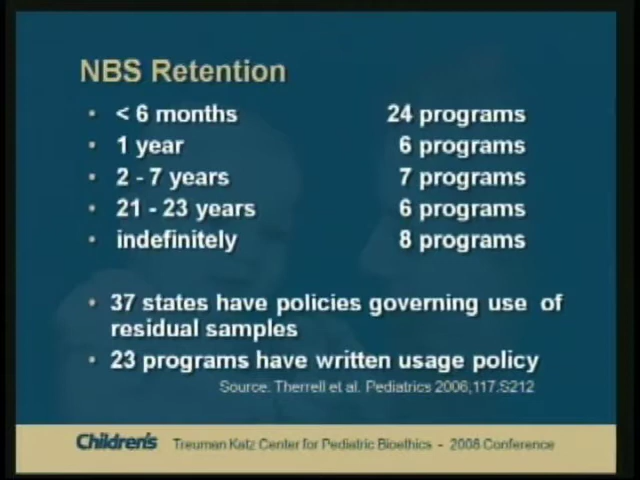 NBS Retention
• < 6 months 24 programs
• 1 year 6 programs
• 2 - 7 years 7 programs
• 21 - 23 years 6 programs
• indefinitely 8 programs
• 37 states have policies governing use of
residual samples
• 23 programs have written usage policy
Source. Therrell et al. Pediatrics 2006;117.S212
Children's Treuman Katz Center for Pediatric Bioethics - 2008 Conference